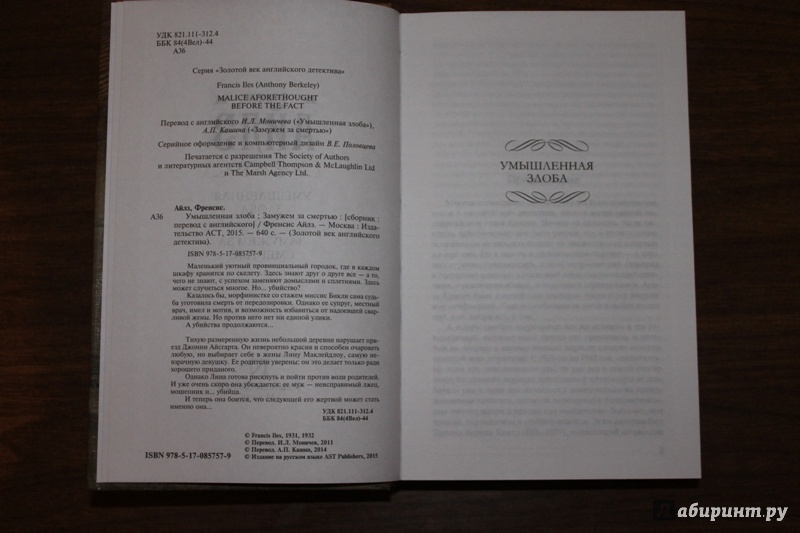 УДК 821.111-312.4
ББК 84(4Вел)-44
А36
Серия «Золотой век английского детектива»
Francis Iles (Anthony Berkeley)
MALICE AFORETHOUGHT
BEFORE THE FACT
Перевод с английского И.Л. Моничева («Умышленная злоба»),
А.П. Кашина («Замужем за смертью»)
Серийное оформление и компьютерный дизайн В.Е. Половцева
Печатается с разрешения The Society of Authors
и литературных агентств Campbell Thompson & McLaughlin Ltd
и The Marsh Agency Ltd.
Айлз, Френсис.
А36 Умышленная злоба ; Замужем за смертью : [сборник :
перевод с английского] / Френсис Айлз. — Москва : Изда-
тельство АСТ, 2015. — 640 с. — (Золотой век английского
детектива).
ISBN 978-5-17-085757-9
Маленький уютный провинциальный городок, где в каждом
шкафу хранится по скелету. Здесь знают друг о друге все — а то,
чего не знают, с успехом заменяют домыслами и сплетнями. Здесь
может случиться многое. Но... убийство?
Казалось бы, морфинистке со стажем миссис Бикли сама судь-
ба уготовила смерть от передозировки. Однако ее супруг, местный
врач, имел и мотив, и возможность избавиться от надоевшей свар-
ливой жены. Но против него нет ни единой улики.
А убийства продолжаются...
Тихую размеренную жизнь небольшой деревни нарушает при-
езд Джонни Айсгарта. Он невероятно красив и способен очаровать
любую, но выбирает себе в жены Лину Маклейдлоу, самую не-
взрачную девушку. Ее родители уверены: он это делает только ради
хорошего приданого.
Однако Лина готова рискнуть и пойти против воли родителей.
И уже очень скоро она убеждается: ее муж — неисправимый лжец,
мошенник и... убийца.
И теперь она боится, что следующей его жертвой может стать
именно она...
УДК 821.111-312.4
ББК 84(4Вел)-44
© Francis Iles, 1931, 1932
© Перевод. И.Л. Моничев, 2011
© Перевод. А.П. Кашин, 2014
ISBN 978-5-17-085757-9 © Издание на русском языке AST Publishers, 2015
УМЫШЛЕННАЯ
ЗЛОБА
лабиринт.ру